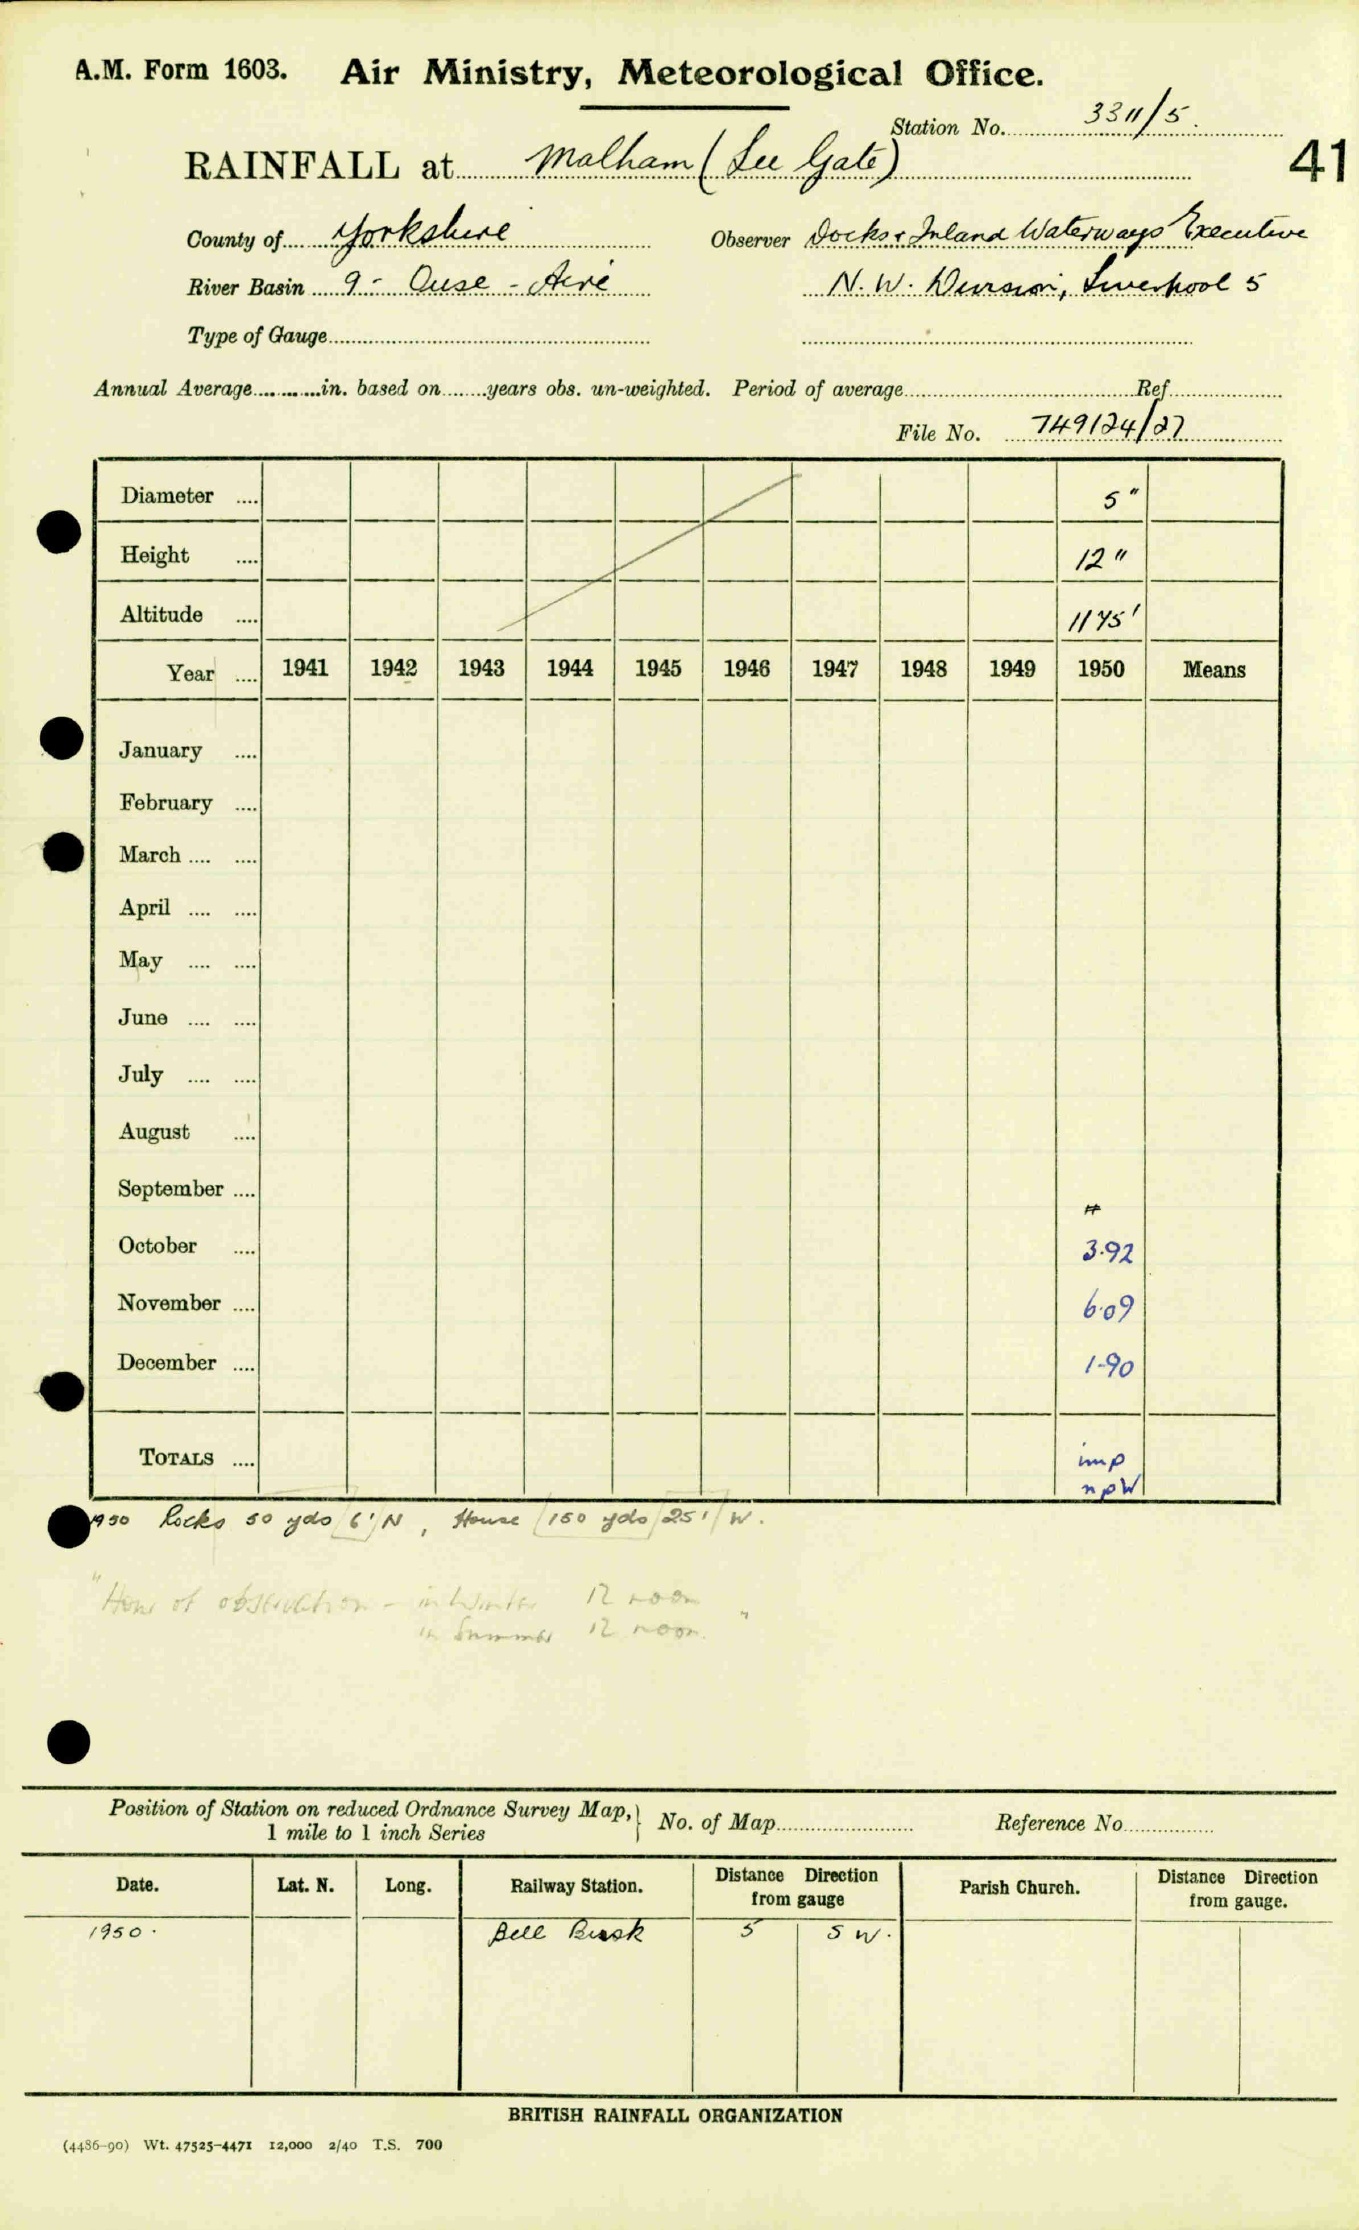 A.M. Form 1603. Air Ministry, Meteorological Office.
Station No. 3311/5.
RAINFALL at Malham (Lee Gate)
41
County of Yorkshire Observer Docks & Inland Waterways Executive
River Basin 9 - Ouse - Aire N.W. Division, Liverpool 5
Type of Gauge
Annual Average in. based on years obs. un-weighted. Period of average Ref
File No. 749124/27
Diameter 5"
Height 12"
Altitude 1175'
Year 1941 1942 1943 1944 1945 1946 1947 1948 1949 1950 Means
January
February
March
April
May
June
July
August
September
October 3.92
November 6.09
December 1.90
TOTALS imp
npW
1950 Rocks 50 yds 6' N, House 150 yds 25' W.
"Hour of observation - in Winter 12 noon
in Summer 12 noon. "
Position of Station on reduced Ordnance Survey Map, } No. of Map Reference No
1 mile to 1 inch Series
Date. Lat. N. Long. Railway Station. Distance Direction from gauge Parish Church. Distance Direction from gauge.
1950. Bell Busk 5 SW.
BRITISH RAINFALL ORGANIZATION
(4486-90) Wt. 47525-4471 12,000 2/40 T.S. 700